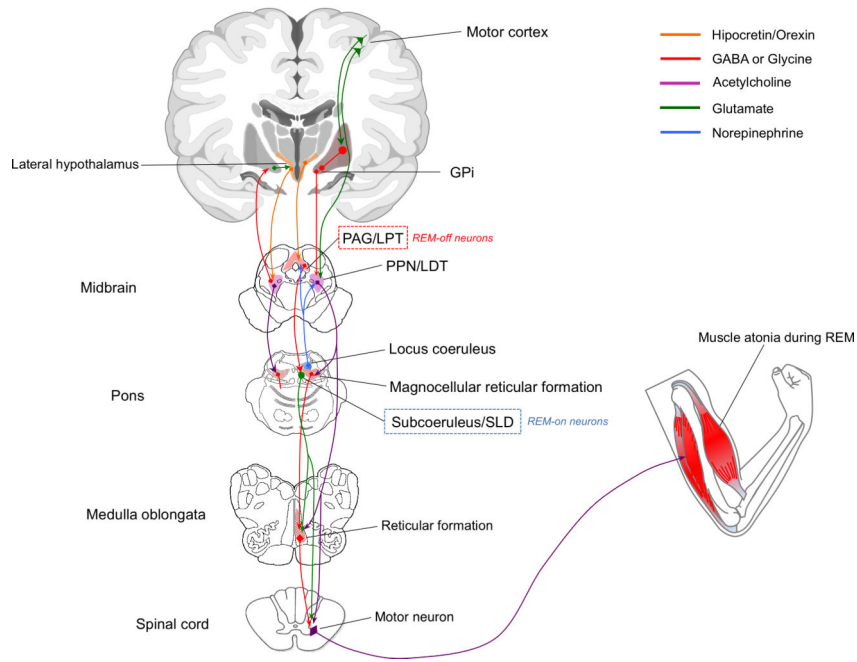 Motor cortex
Hipocretin/Orexin
GABA or Glycine
Acetylcholine
Glutamate
Norepinephrine
Lateral hypothalamus
GPi
PAG/LPT REM-off neurons
PPN/LDT
Midbrain
Locus coeruleus
Muscle atonia during REM
Magnocellular reticular formation
Pons
Subcoeruleus/SLD REM-on neurons
Medulla oblongata
Reticular formation
Motor neuron
Spinal cord